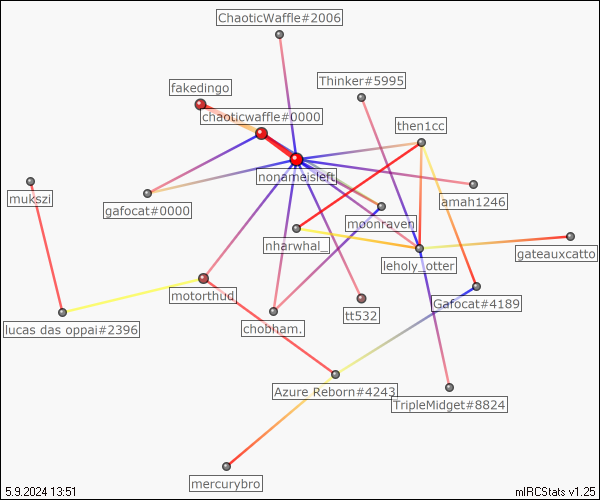 ChaoticWaffle#2006
Thinker#5995
fakedingo
chaoticwaffle#0000
then1cc
nonameisleft
mukszi
amah1246
gafocat#0000
moonraven
nharwhal_
gateauxcatto
leholy_otter
motorthud_
Gafocat#4189
tt532
lucas das oppai#2396
chobham.
Azure Reborn#4243
TripleMidget#8824
mercurybro
5.9.2024 13:51
mIRCStats v1.25